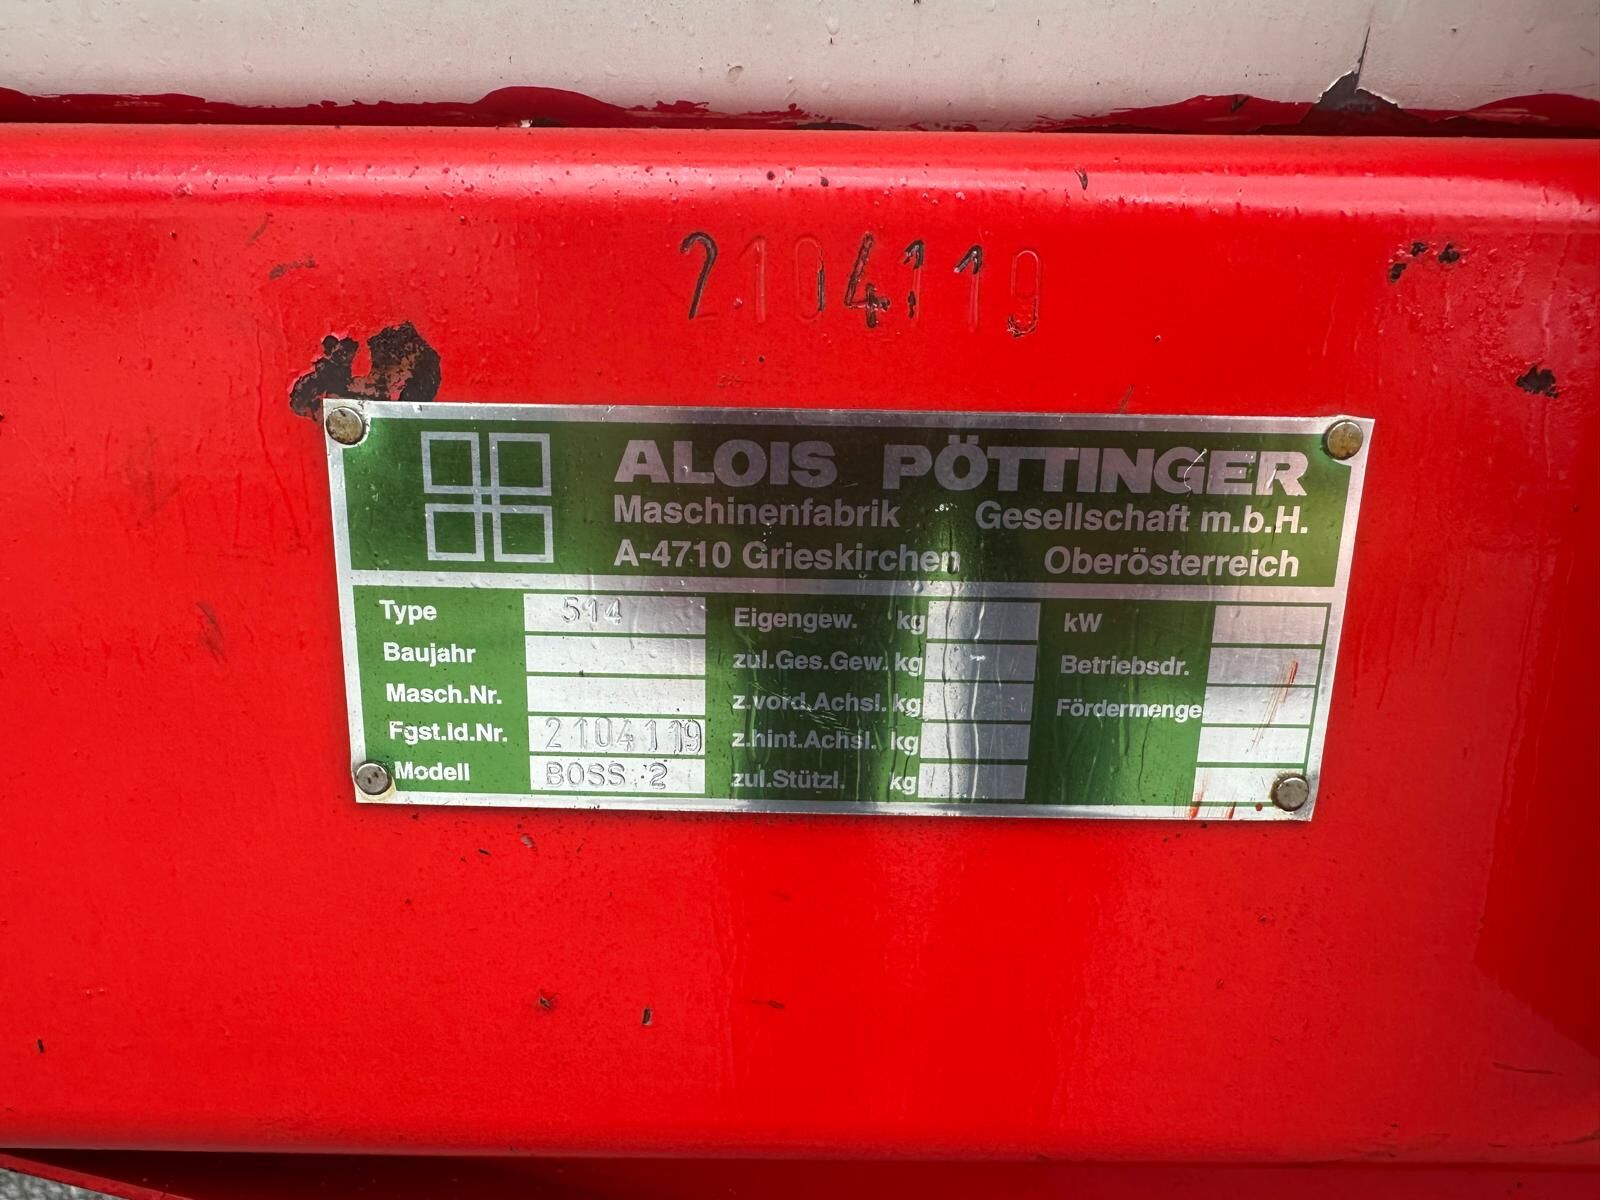 2104119
ALOIS PÖTTINGER
Maschinenfabrik Gesellschaft m.b.H.
A-4710 Grieskirchen Oberösterreich
Type 514 Eigengew. kg kW
Baujahr zul.Ges.Gew. kg Betriebsdr.
Masch.Nr. z.vord.Achsl. kg Fördermenge
Fgst.Id.Nr. 2104119 z.hint.Achsl. kg
Modell BOSS 2 zul.Stützl. kg